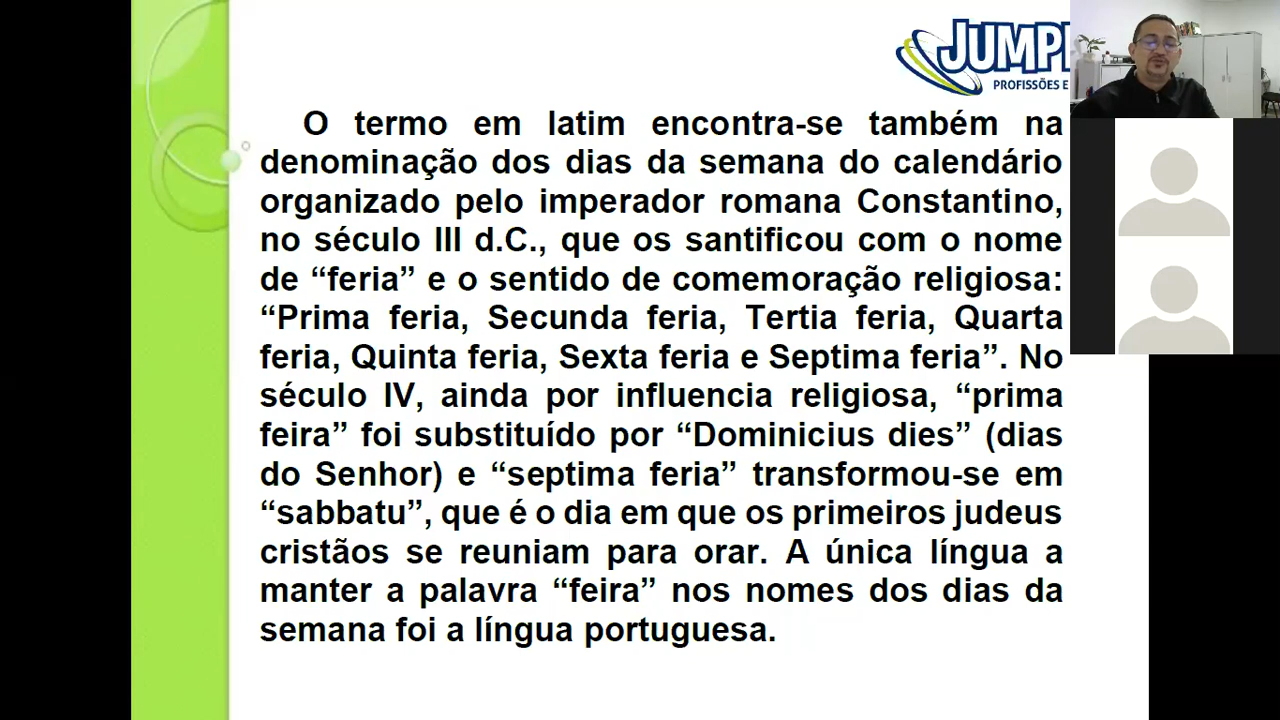 JUMP
PROFISSÕES E
O termo em latim encontra-se também na
denominação dos dias da semana do calendário
organizado pelo imperador romana Constantino,
no século III d.C., que os santificou com o nome
de “feria” e o sentido de comemoração religiosa:
“Prima feria, Secunda feria, Tertia feria, Quarta
feria, Quinta feria, Sexta feria e Septima feria”. No
século IV, ainda por influencia religiosa, “prima
feira” foi substituído por “Dominicius dies” (dias
do Senhor) e “septima feria” transformou-se em
“sabbatu”, que é o dia em que os primeiros judeus
cristãos se reuniam para orar. A única língua a
manter a palavra “feira” nos nomes dos dias da
semana foi a língua portuguesa.